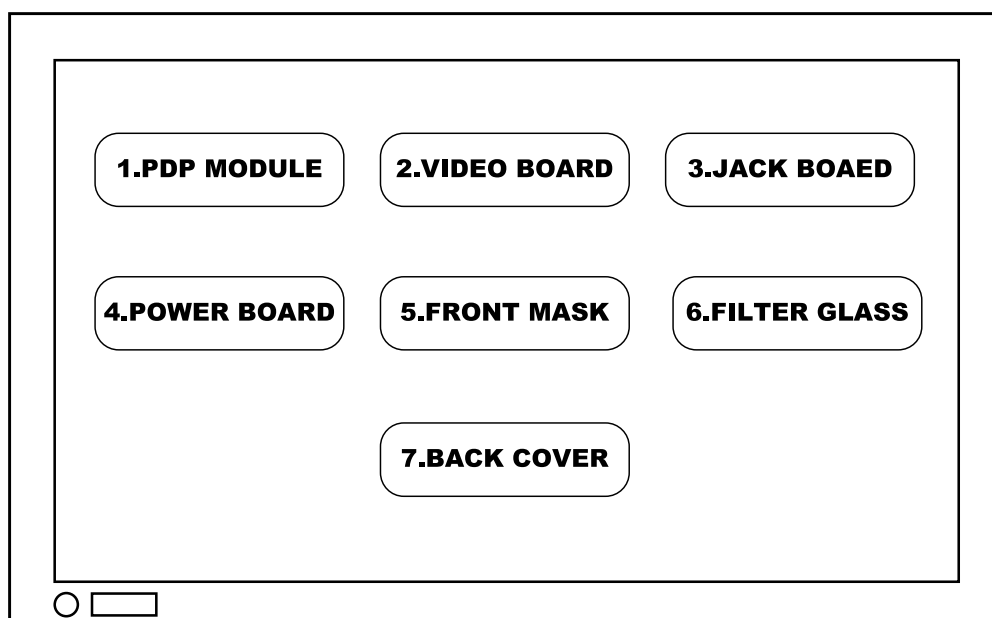 1.PDP MODULE
2.VIDEO BOARD
3.JACK BOAED
4.POWER BOARD
5.FRONT MASK
6.FILTER GLASS
7.BACK COVER